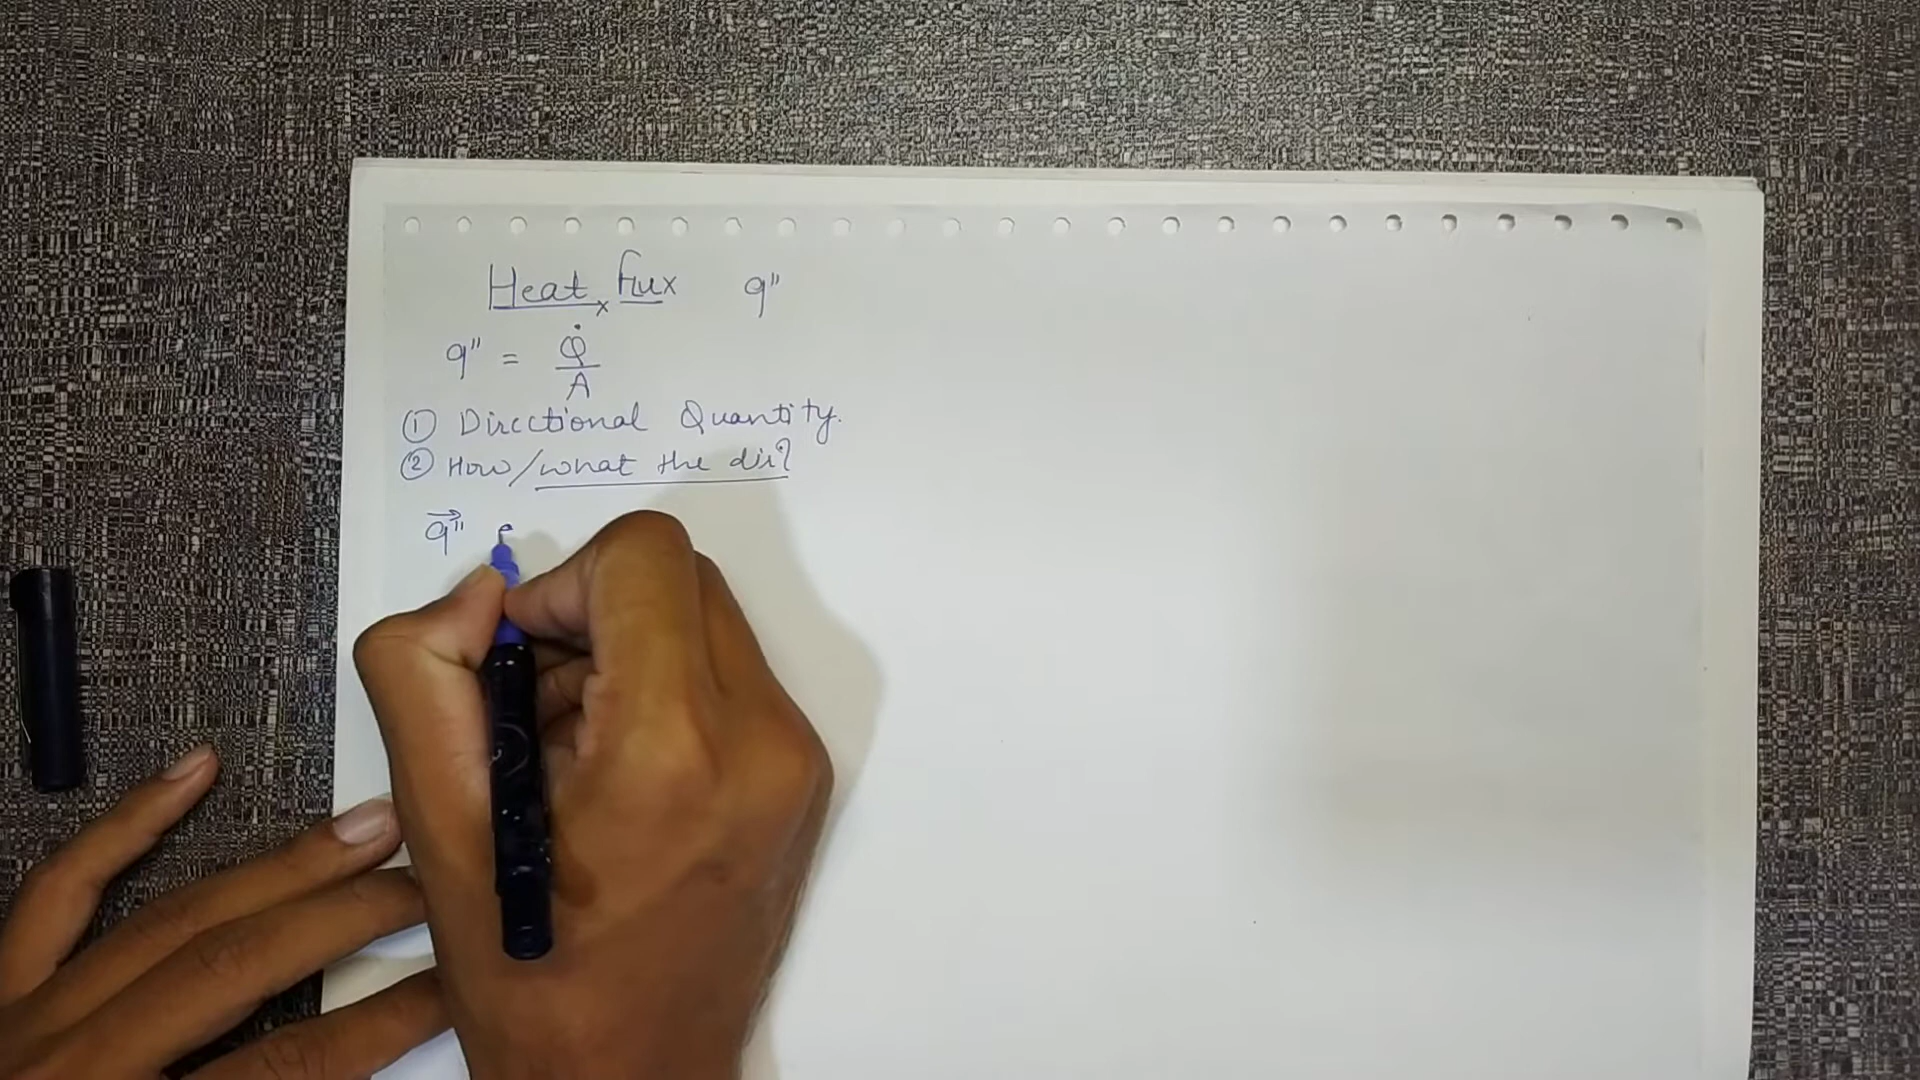 Heat Flux q"
q" = Q̇/A
① Directional Quantity.
② How/what the dir?
q⃗"